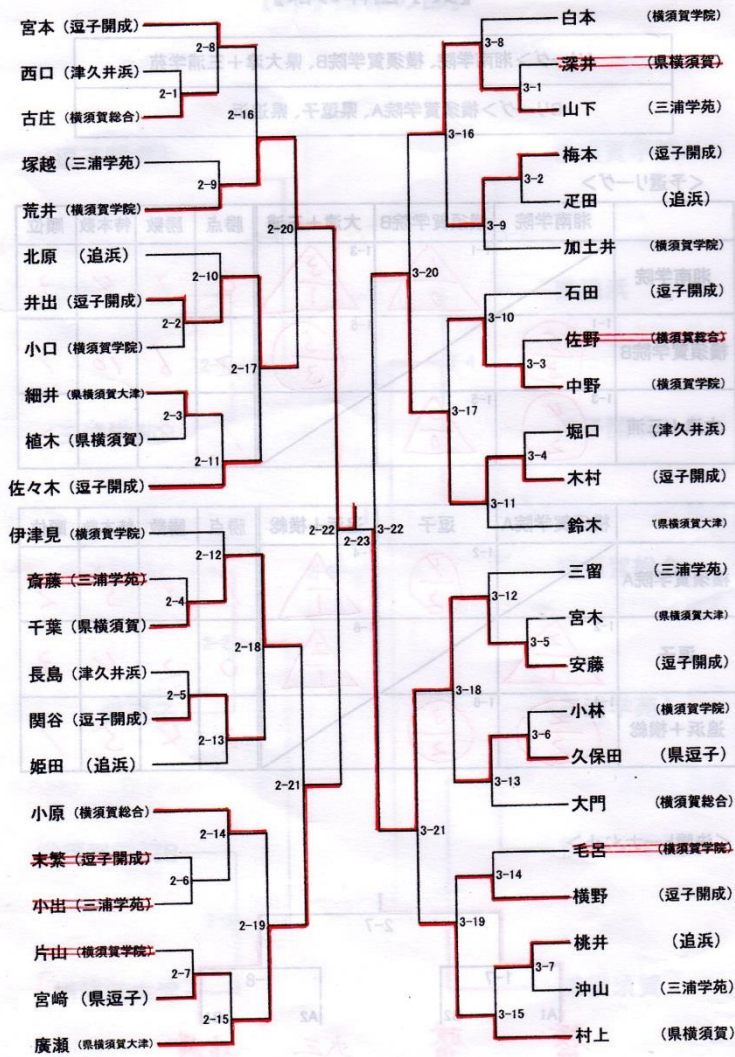 宮本 (逗子開成)
西口 (津久井浜)
古庄 (横須賀総合)
塚越 (三浦学苑)
荒井 (横須賀学院)
北原 (追浜)
井出 (逗子開成)
小口 (横須賀学院)
細井 (県横須賀大津)
植木 (県横須賀)
佐々木 (逗子開成)
伊津見 (横須賀学院)
斎藤 (三浦学苑)
千葉 (県横須賀)
長島 (津久井浜)
関谷 (逗子開成)
姫田 (追浜)
小原 (横須賀総合)
末繁 (逗子開成)
小出 (三浦学苑)
片山 (横須賀学院)
宮﨑 (県逗子)
廣瀬 (県横須賀大津)
2-8
2-1
2-16
2-9
2-20
2-10
2-2
2-17
2-3
2-11
2-22
2-12
2-4
2-18
2-5
2-13
2-21
2-14
2-6
2-19
2-7
2-15
2-23
3-22
3-8
3-1
3-16
3-2
3-9
3-20
3-10
3-3
3-17
3-4
3-11
3-12
3-5
3-18
3-6
3-13
3-21
3-14
3-19
3-7
3-15
白本 (横須賀学院)
深井 (県横須賀)
山下 (三浦学苑)
梅本 (逗子開成)
疋田 (追浜)
加土井 (横須賀学院)
石田 (逗子開成)
佐野 (横須賀総合)
中野 (横須賀学院)
堀口 (津久井浜)
木村 (逗子開成)
鈴木 (県横須賀大津)
三留 (三浦学苑)
宮木 (県横須賀大津)
安藤 (逗子開成)
小林 (横須賀学院)
久保田 (県逗子)
大門 (横須賀総合)
毛呂 (横須賀学院)
横野 (逗子開成)
桃井 (追浜)
沖山 (三浦学苑)
村上 (県横須賀)